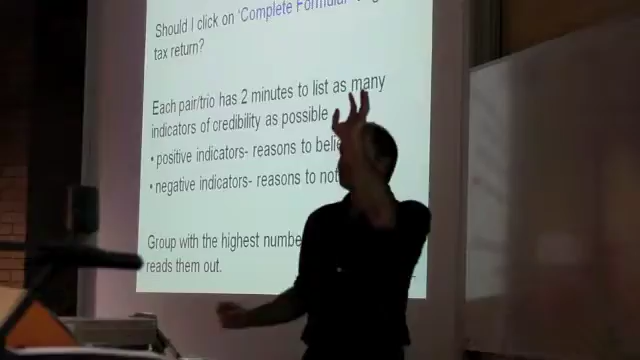 Should I click on 'Complete Formular
tax return?
Each pair/trio has 2 minutes to list as many
indicators of credibility as possible
• positive indicators- reasons to belie
• negative indicators- reasons to not
Group with the highest numbe
reads them out.